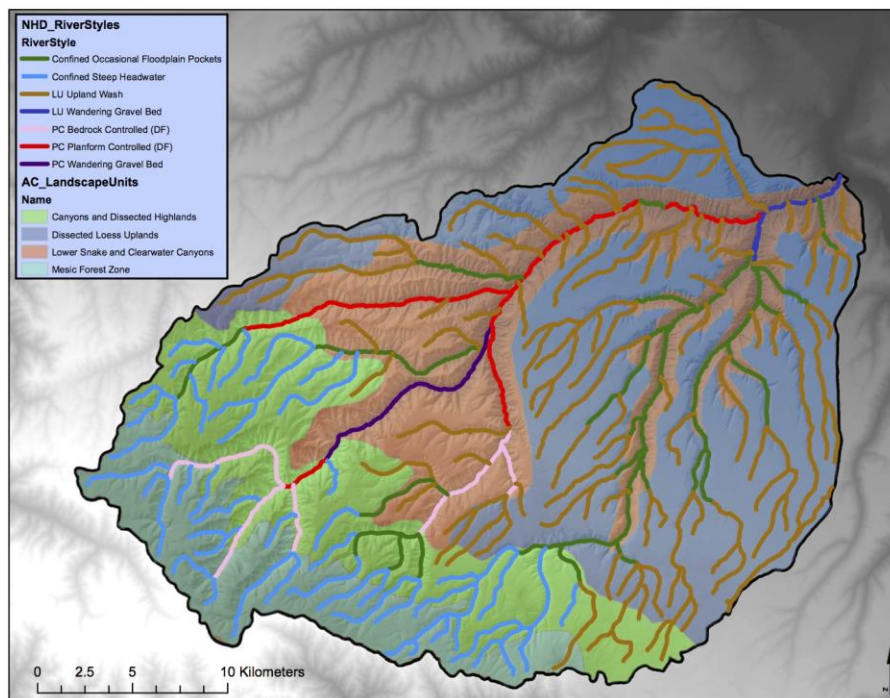 NHD_RiverStyles
RiverStyle
Confined Occasional Floodplain Pockets
Confined Steep Headwater
LU Upland Wash
LU Wandering Gravel Bed
PC Bedrock Controlled (DF)
PC Planform Controlled (DF)
PC Wandering Gravel Bed
AC_LandscapeUnits
Name
Canyons and Dissected Highlands
Dissected Loess Uplands
Lower Snake and Clearwater Canyons
Mesic Forest Zone
0 2.5 5 10 Kilometers